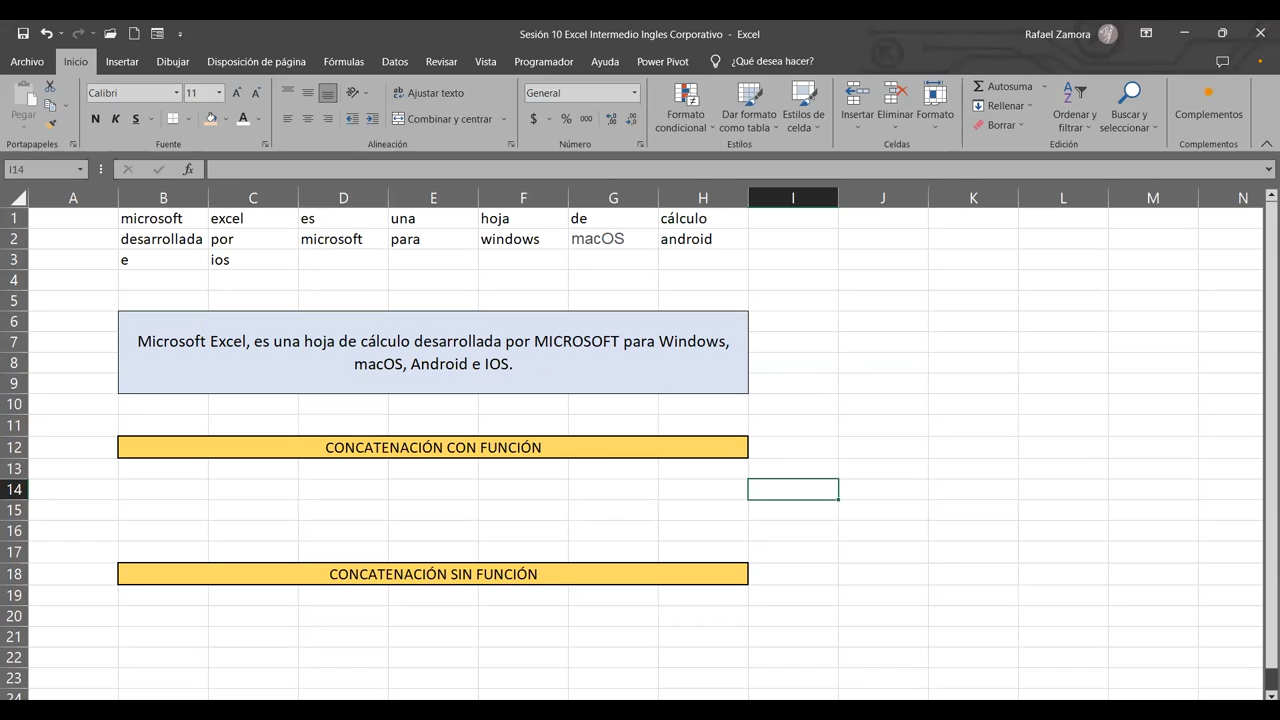 Sesión 10 Excel Intermedio Ingles Corporativo - Excel
Rafael Zamora
Archivo Inicio Insertar Dibujar Disposición de página Fórmulas Datos Revisar Vista Programador Ayuda Power Pivot ¿Qué desea hacer?
Pegar
Calibri 11
N K S
Ajustar texto
Combinar y centrar
General
$ % 000
Formato condicional
Dar formato como tabla
Estilos de celda
Insertar Eliminar Formato
Autosuma
Rellenar
Borrar
Ordenar y filtrar
Buscar y seleccionar
Complementos
Portapapeles Fuente Alineación Número Estilos Celdas Edición Complementos
I14 fx
A B C D E F G H I J K L M N
1 microsoft excel es una hoja de cálculo
2 desarrollada por microsoft para windows macOS android
3 e ios
4
5
6
7 Microsoft Excel, es una hoja de cálculo desarrollada por MICROSOFT para Windows,
8 macOS, Android e IOS.
9
10
11
12 CONCATENACIÓN CON FUNCIÓN
13
14
15
16
17
18 CONCATENACIÓN SIN FUNCIÓN
19
20
21
22
23
24